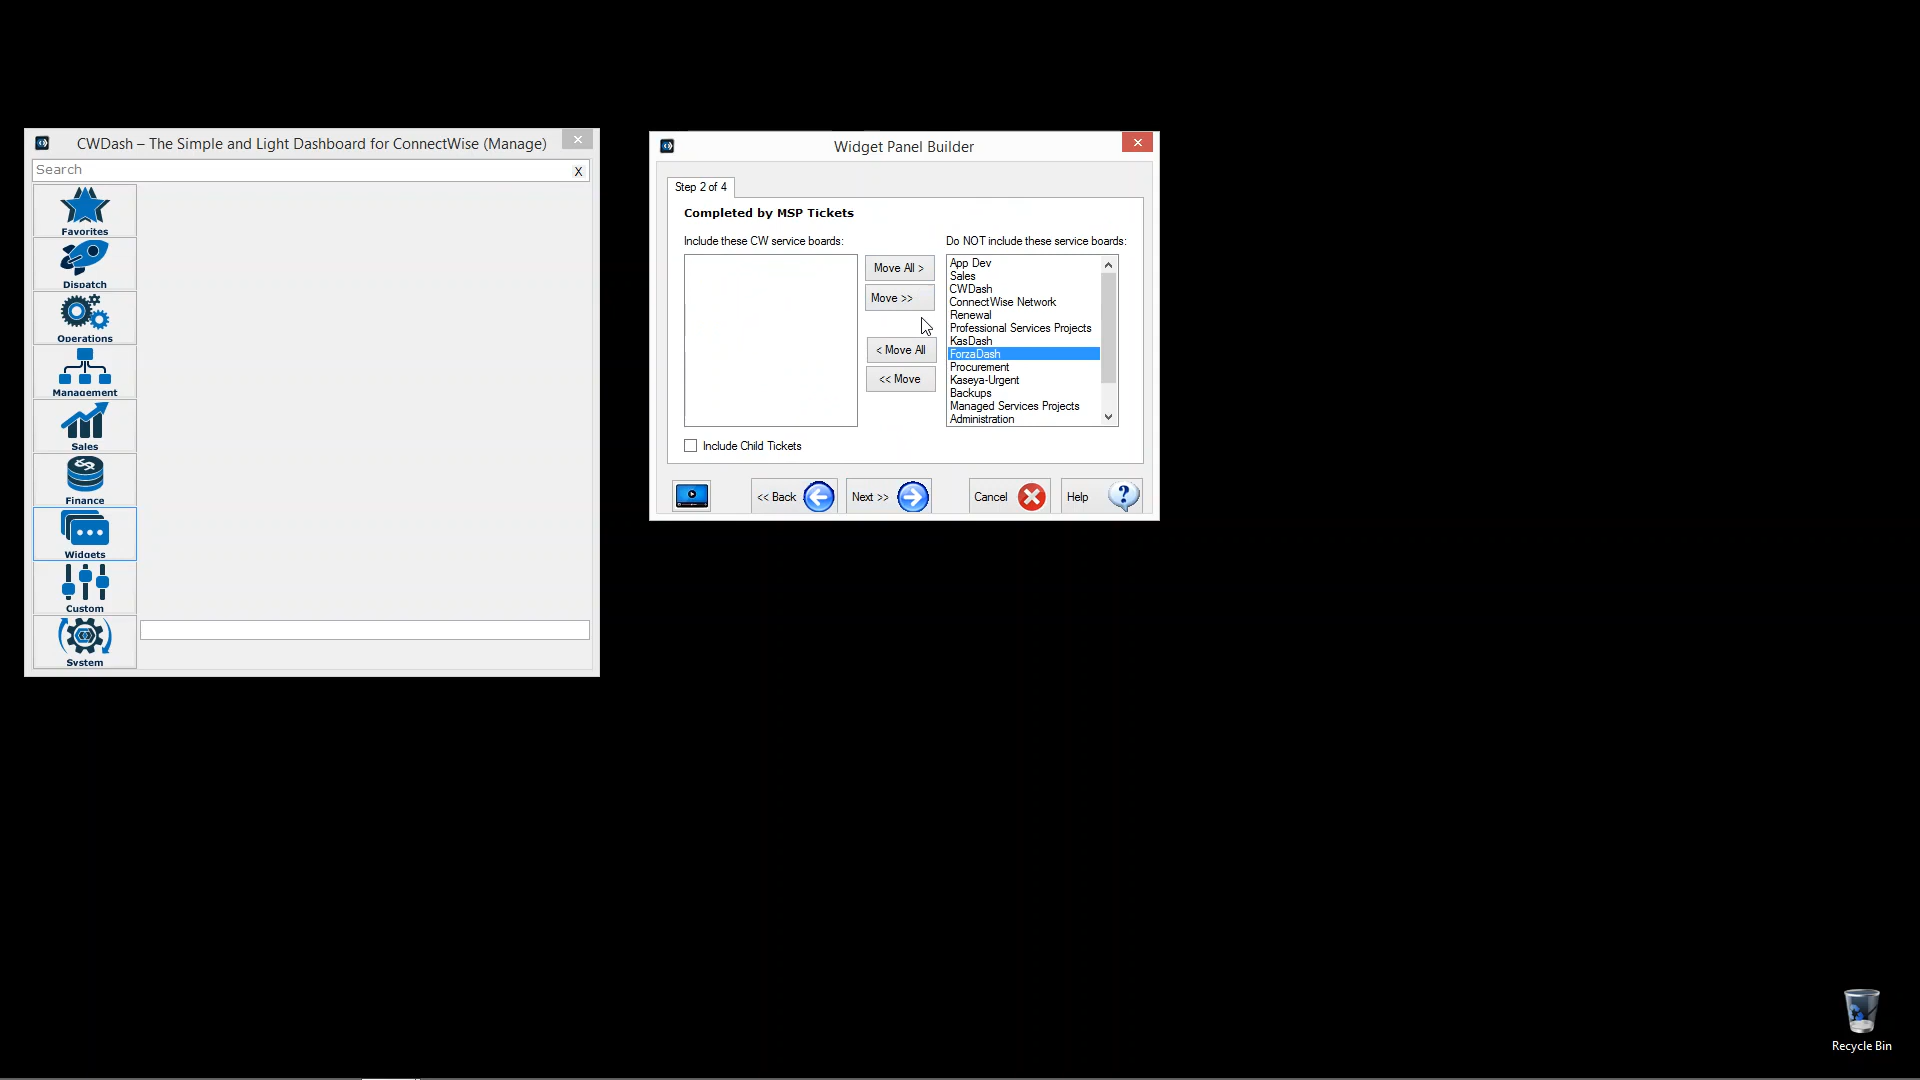 CWDash – The Simple and Light Dashboard for ConnectWise (Manage)
Search
X
Favorites
Dispatch
Operations
Management
Sales
Finance
Widgets
Custom
System
Widget Panel Builder
Step 2 of 4
Completed by MSP Tickets
Include these CW service boards:
Do NOT include these service boards:
Move All >
Move >>
< Move All
<< Move
App Dev
Sales
CWDash
ConnectWise Network
Renewal
Professional Services Projects
KasDash
ForzaDash
Procurement
Kaseya-Urgent
Backups
Managed Services Projects
Administration
Include Child Tickets
<< Back
Next >>
Cancel
Help
Recycle Bin